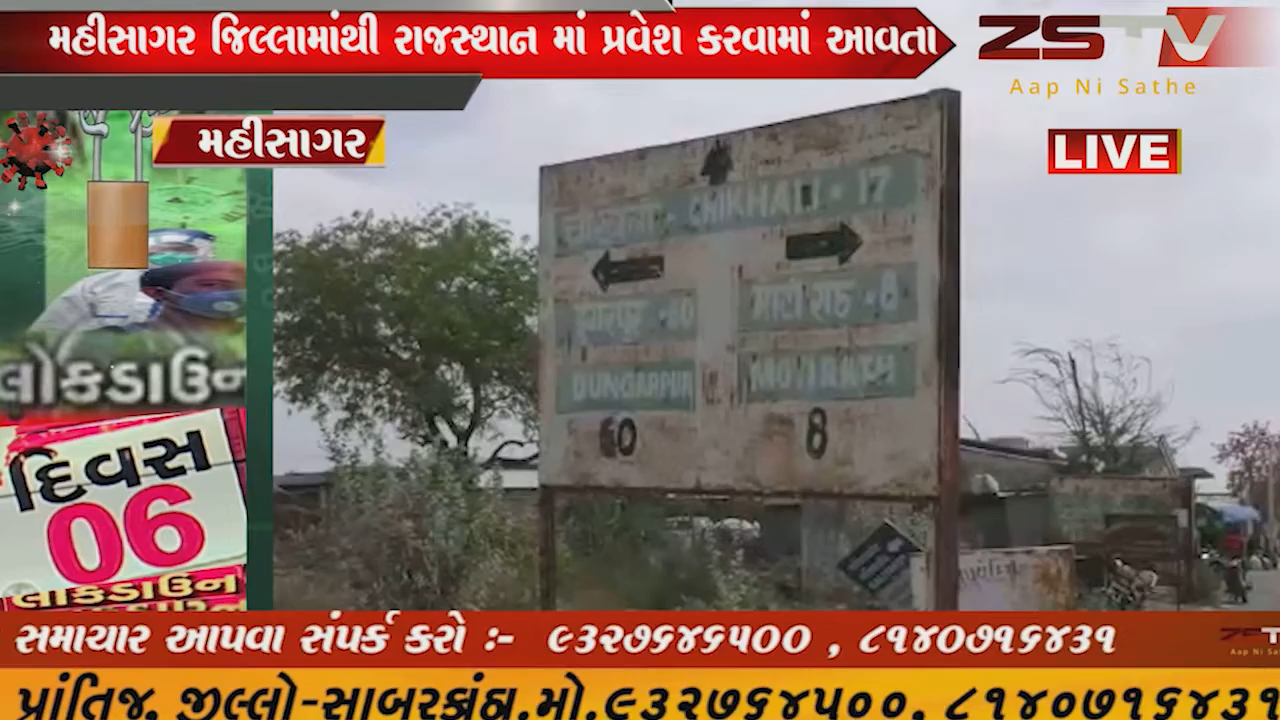 મહીસાગર જિલ્લામાંથી રાજસ્થાન માં પ્રવેશ કરવામાં આવતા
ZSTV
Aap Ni Sathe
મહીસાગર
LIVE
CHIKHALI - 17
DUNGARPUR
60
8
લોકડાઉન
દિવસ
06
લોકડાઉન
સમાચાર આપવા સંપર્ક કરો :- ૯૩૨૭૬૪૬૫૦૦ , ૮૧૪૦૭૧૬૪૩૧
ZSTV
પ્રાંતિજ, જીલ્લો-સાબરકાંઠા.મો.૯૩૨૭૬૪૫૦૦, ૮૧૪૦૭૧૬૪૩૧